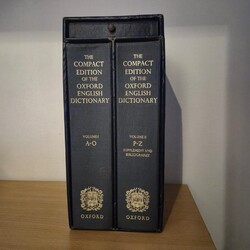 THE
COMPACT
EDITION
OF THE
OXFORD
ENGLISH
DICTIONARY
VOLUME I
A-O
OXFORD
THE
COMPACT
EDITION
OF THE
OXFORD
ENGLISH
DICTIONARY
VOLUME II
P-Z
SUPPLEMENT AND
BIBLIOGRAPHY
OXFORD